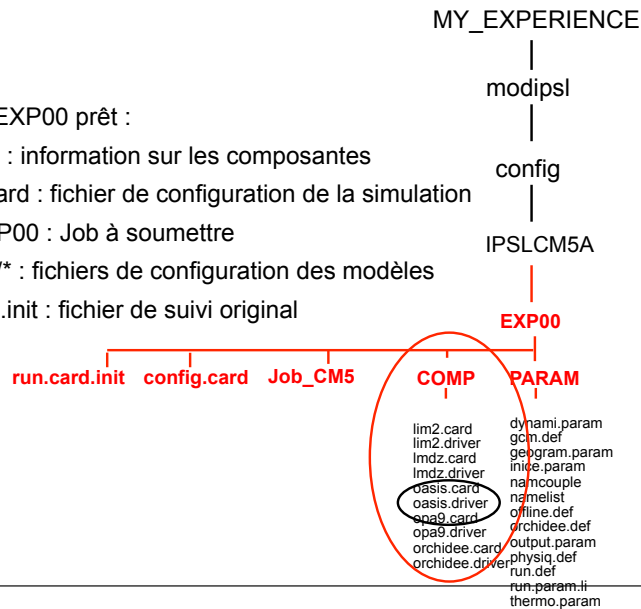 MY_EXPERIENCE
modipsl
EXP00 prêt :
: information sur les composantes
config
ard : fichier de configuration de la simulation
P00 : Job à soumettre
IPSLCM5A
/* : fichiers de configuration des modèles
.init : fichier de suivi original
EXP00
run.card.init config.card Job_CM5 COMP PARAM
lim2.card
lim2.driver
lmdz.card
lmdz.driver
oasis.card
oasis.driver
opa9.card
opa9.driver
orchidee.card
orchidee.driver
dynami.param
gcm.def
geogram.param
inice.param
namcouple
namelist
offline.def
orchidee.def
output.param
physiq.def
run.def
run.param.li
thermo.param